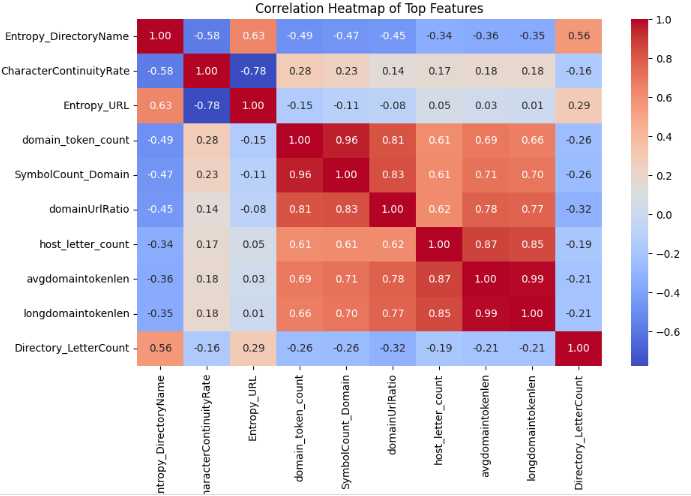 Correlation Heatmap of Top Features
Entropy_DirectoryName 1.00 -0.58 0.63 -0.49 -0.47 -0.45 -0.34 -0.36 -0.35 0.56
CharacterContinuityRate -0.58 1.00 -0.78 0.28 0.23 0.14 0.17 0.18 0.18 -0.16
Entropy_URL 0.63 -0.78 1.00 -0.15 -0.11 -0.08 0.05 0.03 0.01 0.29
domain_token_count -0.49 0.28 -0.15 1.00 0.96 0.81 0.61 0.69 0.66 -0.26
SymbolCount_Domain -0.47 0.23 -0.11 0.96 1.00 0.83 0.61 0.71 0.70 -0.26
domainUrlRatio -0.45 0.14 -0.08 0.81 0.83 1.00 0.62 0.78 0.77 -0.32
host_letter_count -0.34 0.17 0.05 0.61 0.61 0.62 1.00 0.87 0.85 -0.19
avgdomaintokenlen -0.36 0.18 0.03 0.69 0.71 0.78 0.87 1.00 0.99 -0.21
longdomaintokenlen -0.35 0.18 0.01 0.66 0.70 0.77 0.85 0.99 1.00 -0.21
Directory_LetterCount 0.56 -0.16 0.29 -0.26 -0.26 -0.32 -0.19 -0.21 -0.21 1.00
ntropy_DirectoryName
haracterContinuityRate
Entropy_URL
domain_token_count
SymbolCount_Domain
domainUrlRatio
host_letter_count
avgdomaintokenlen
longdomaintokenlen
Directory_LetterCount
1.0
0.8
0.6
0.4
0.2
0.0
−0.2
−0.4
−0.6